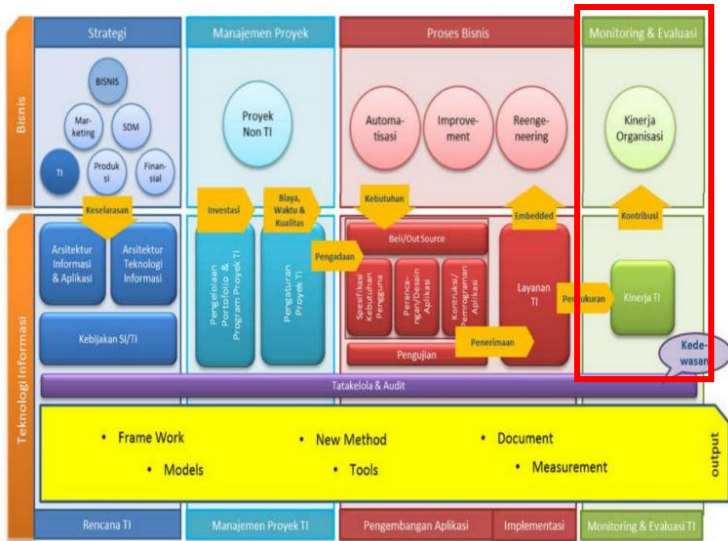 Strategi
Manajemen Proyek
Proses Bisnis
Monitoring & Evaluasi
Bisnis
BISNIS
Mar-
keting
SDM
TI
Produk
si
Finan-
sial
Proyek
Non TI
Automa-
tisasi
Improve-
ment
Reenge-
neering
Kinerja
Organisasi
Keselarasan
Investasi
Biaya,
Waktu &
Kualitas
Kebutuhan
Embedded
Kontribusi
Teknologi Informasi
Arsitektur
Informasi
& Aplikasi
Arsitektur
Teknologi
Informasi
Kebijakan SI/TI
Pengelolaan
Portofolio &
Program Proyek TI
Pengaturan
Proyek TI
Pengadaan
Beli/Out Source
Spesifikasi
Kebutuhan
Pengguna
Peranca-
ngan/Desain
Aplikasi
Kontruksi/
Pemrograman
Aplikasi
Pengujian
Penerimaan
Layanan
TI
Kinerja TI
Kede-
wasan
Tatakelola & Audit
• Frame Work
• New Method
• Document
• Models
• Tools
• Measurement
output
Rencana TI
Manajemen Proyek TI
Pengembangan Aplikasi
Implementasi
Monitoring & Evaluasi TI